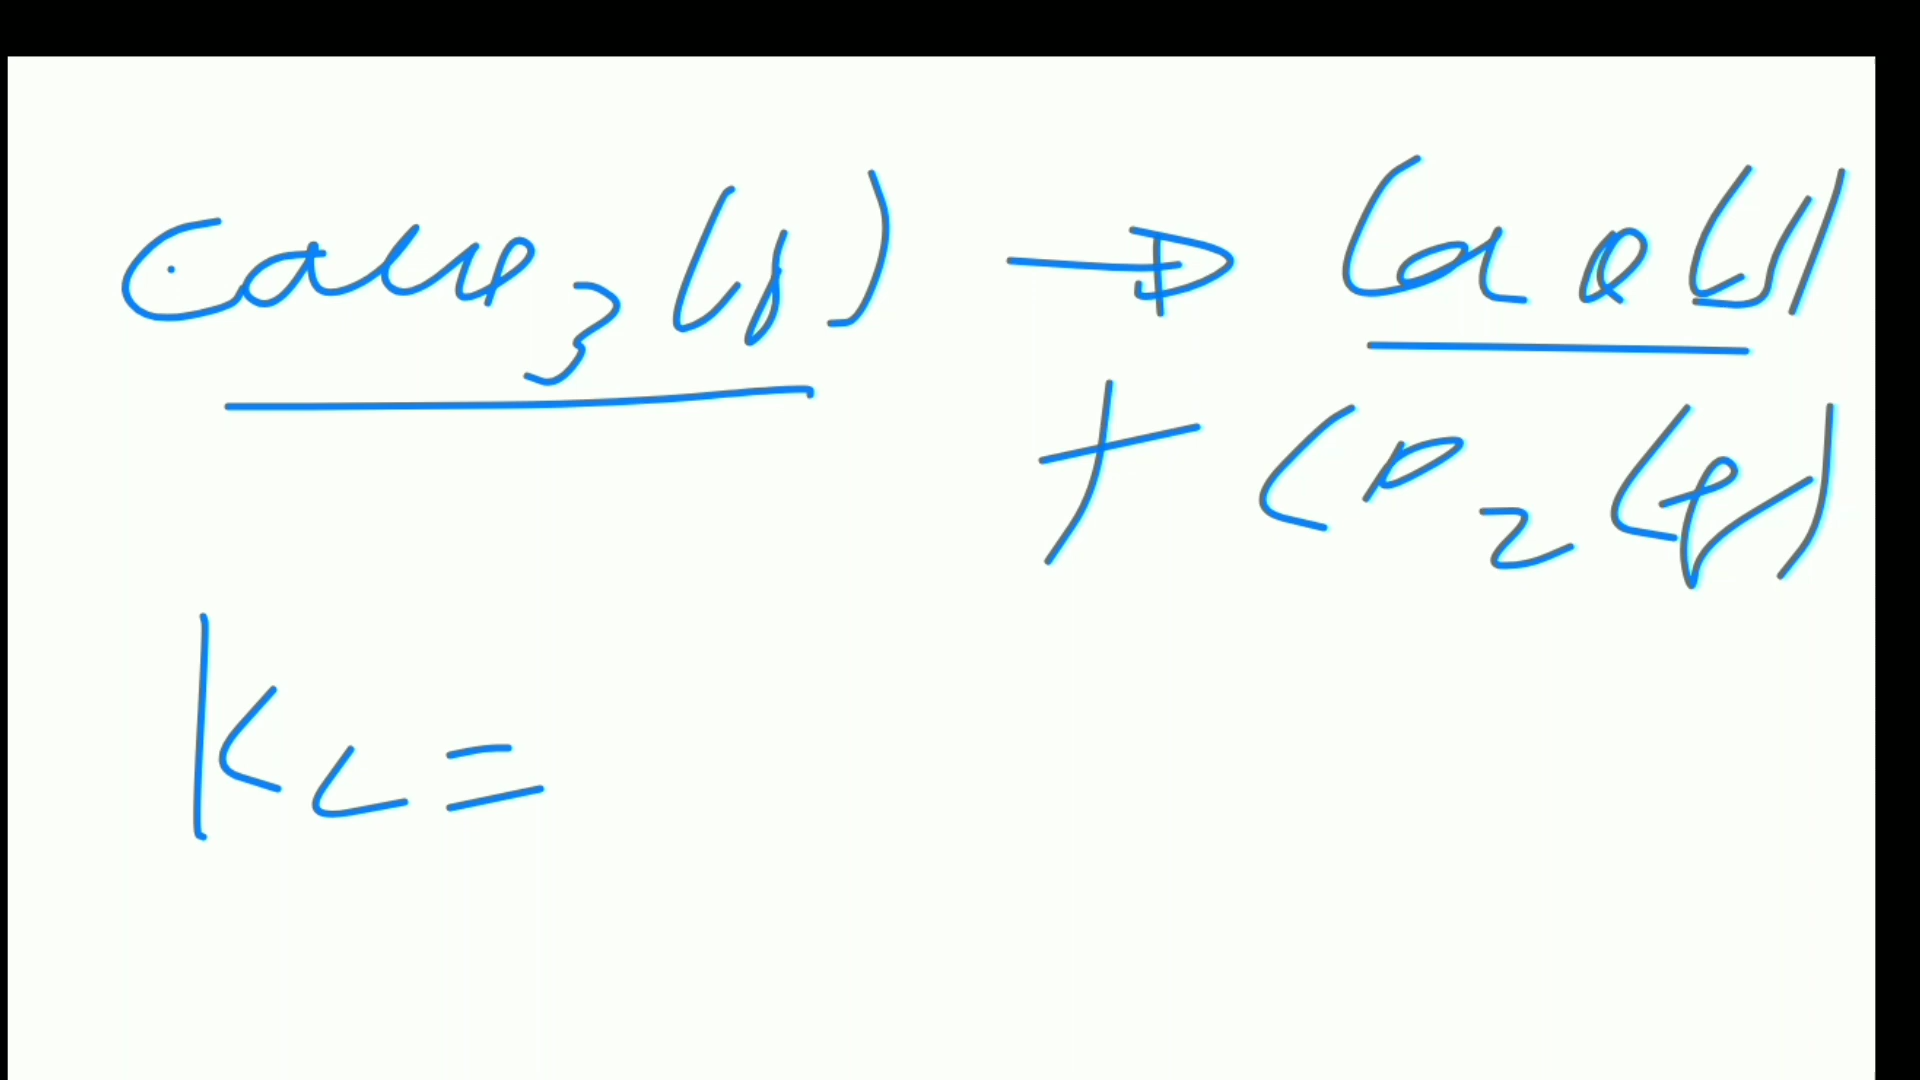 CaCO3(s) → CaO(s)
+ CO2(g)
Kc =